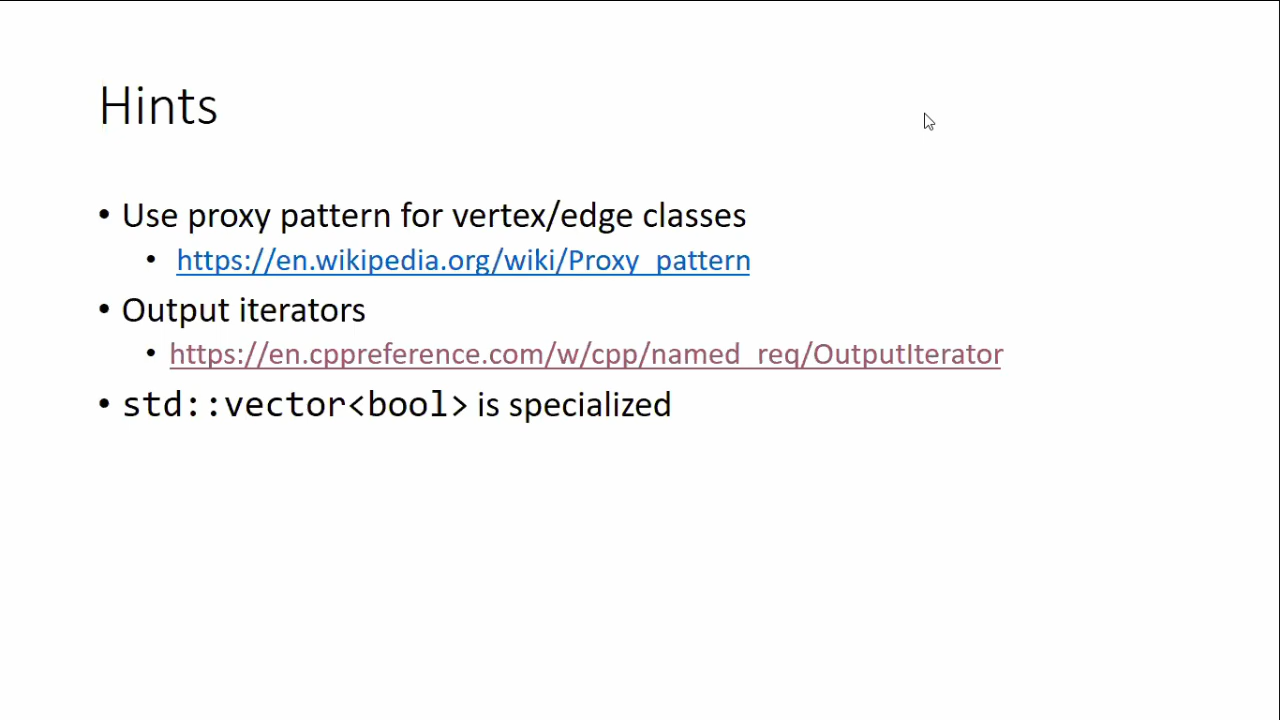 Hints
• Use proxy pattern for vertex/edge classes
• https://en.wikipedia.org/wiki/Proxy_pattern
• Output iterators
• https://en.cppreference.com/w/cpp/named_req/OutputIterator
• std::vector<bool> is specialized